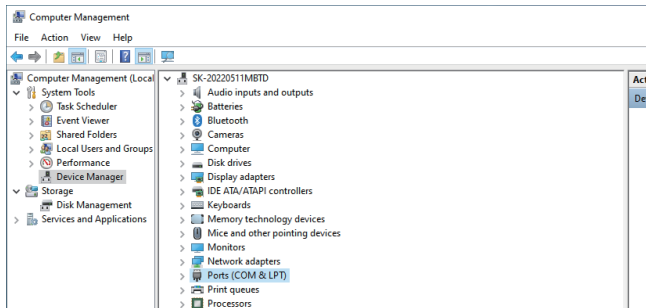 Computer Management
File Action View Help
Computer Management (Local
System Tools
Task Scheduler
Event Viewer
Shared Folders
Local Users and Groups
Performance
Device Manager
Storage
Disk Management
Services and Applications
SK-20220511MBTD
Audio inputs and outputs
Batteries
Bluetooth
Cameras
Computer
Disk drives
Display adapters
IDE ATA/ATAPI controllers
Keyboards
Memory technology devices
Mice and other pointing devices
Monitors
Network adapters
Ports (COM & LPT)
Print queues
Processors
Act
De